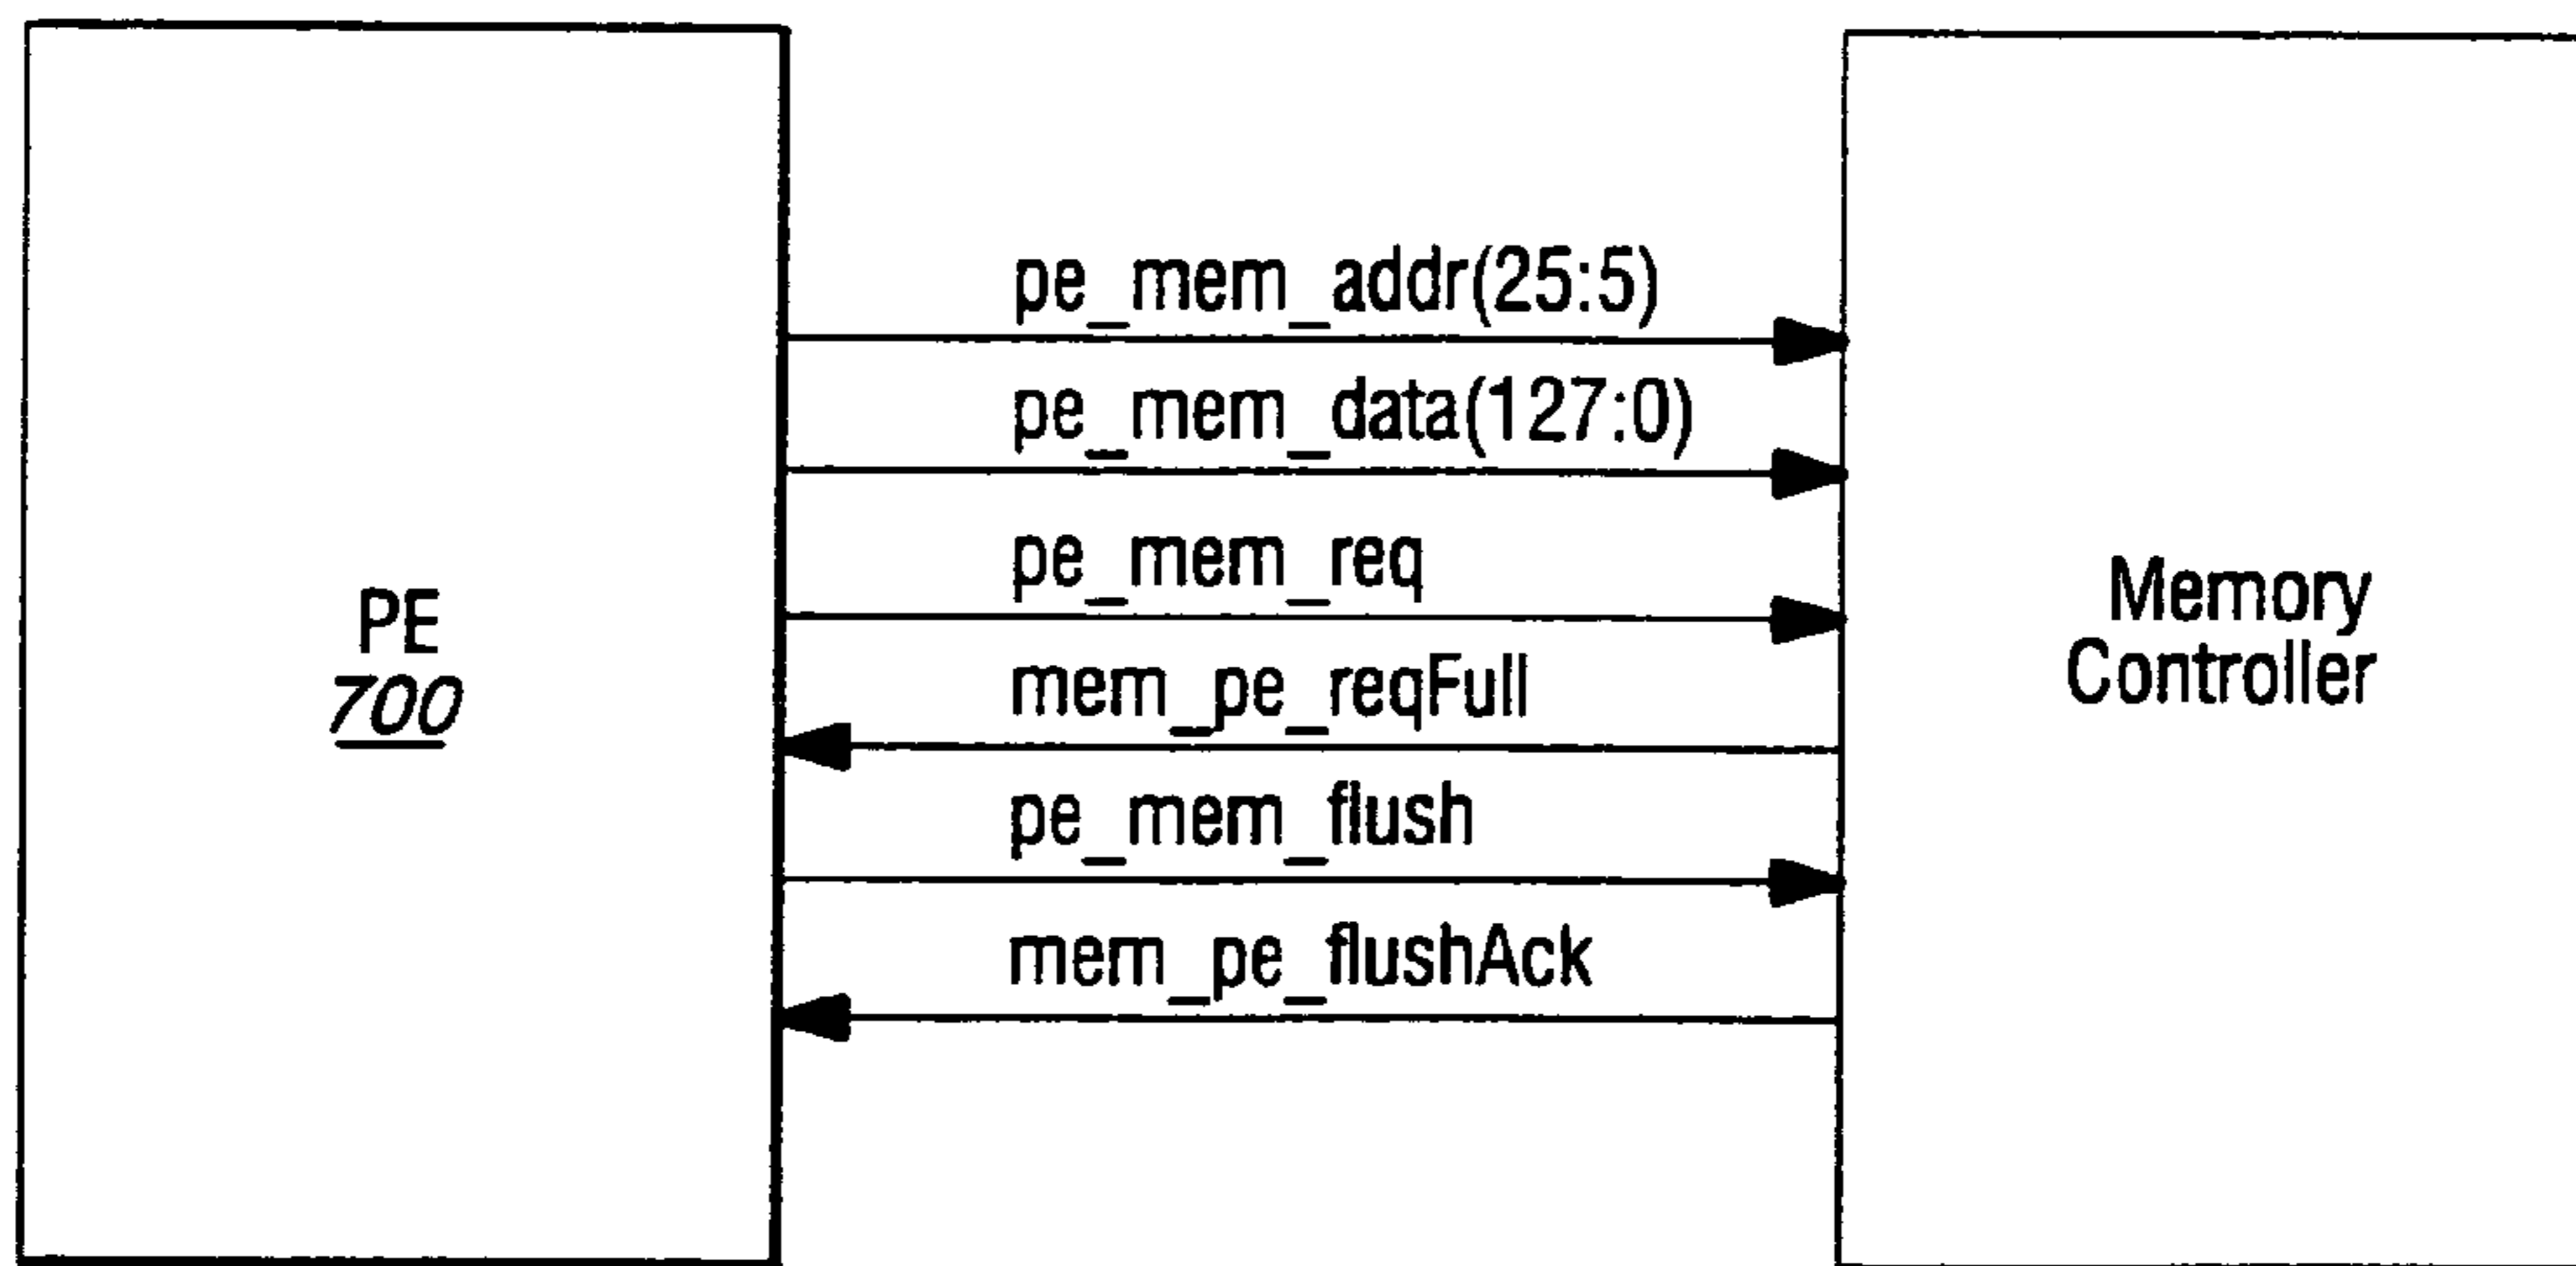 pe_mem_addr(25:5)
pe_mem_data(127:0)
pe_mem_req
mem_pe_reqFull
pe_mem_flush
mem_pe_flushAck
PE
700
Memory
Controller